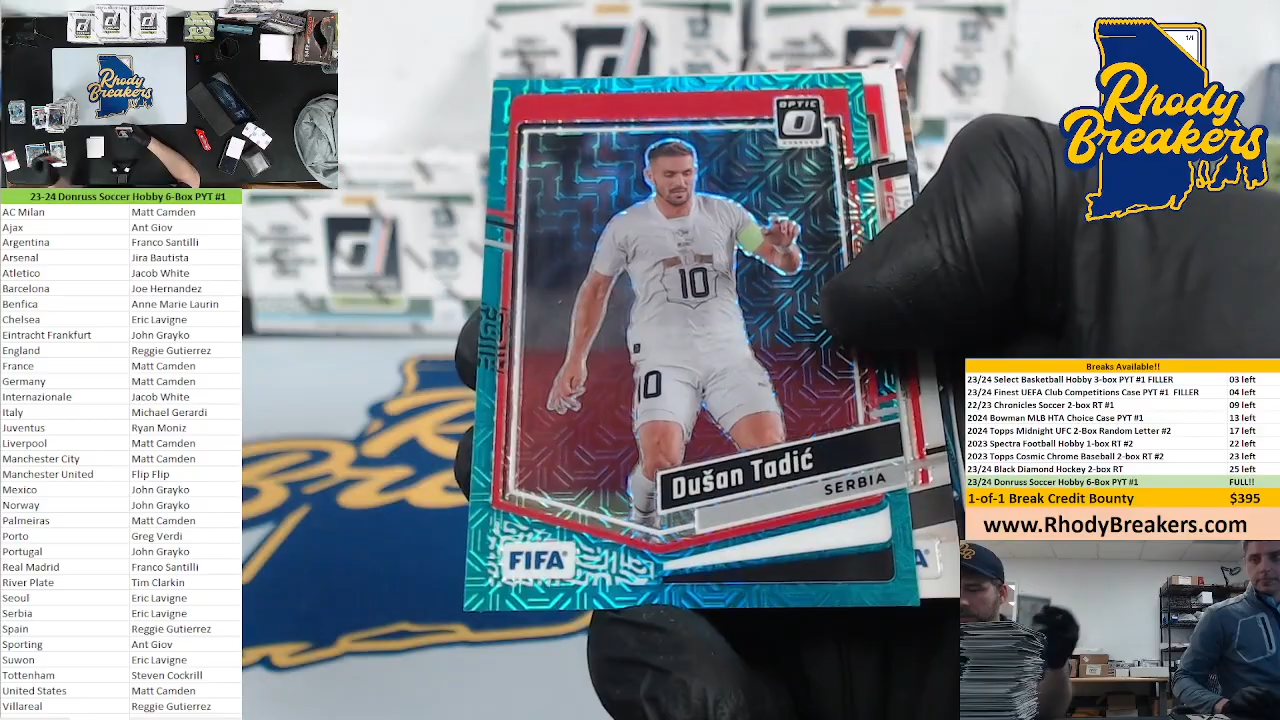 23-24 Donruss Soccer Hobby 6-Box PYT #1
AC Milan Matt Camden
Ajax Ant Giov
Argentina Franco Santilli
Arsenal Jira Bautista
Atletico Jacob White
Barcelona Joe Hernandez
Benfica Anne Marie Laurin
Chelsea Eric Lavigne
Eintracht Frankfurt John Grayko
England Reggie Gutierrez
France Matt Camden
Germany Matt Camden
Internazionale Jacob White
Italy Michael Gerardi
Juventus Ryan Moniz
Liverpool Matt Camden
Manchester City Matt Camden
Manchester United Flip Flip
Mexico John Grayko
Norway John Grayko
Palmeiras Matt Camden
Porto Greg Verdi
Portugal John Grayko
Real Madrid Franco Santilli
River Plate Tim Clarkin
Seoul Eric Lavigne
Serbia Eric Lavigne
Spain Reggie Gutierrez
Sporting Ant Giov
Suwon Eric Lavigne
Tottenham Steven Cockrill
United States Matt Camden
Villareal Reggie Gutierrez
Rhody
Breakers
OPTIC
10
10
Dušan Tadić
SERBIA
FIFA
1/1
Rhody
Breakers
Breaks Available!!
23/24 Select Basketball Hobby 3-box PYT #1 FILLER 03 left
23/24 Finest UEFA Club Competitions Case PYT #1 FILLER 04 left
22/23 Chronicles Soccer 2-box RT #1 09 left
2024 Bowman MLB HTA Choice Case PYT #1 13 left
2024 Topps Midnight UFC 2-Box Random Letter #2 17 left
2023 Spectra Football Hobby 1-box RT #2 22 left
2023 Topps Cosmic Chrome Baseball 2-box RT #2 23 left
23/24 Black Diamond Hockey 2-box RT 25 left
23/24 Donruss Soccer Hobby 6-Box PYT #1 FULL!!
1-of-1 Break Credit Bounty $395
www.RhodyBreakers.com